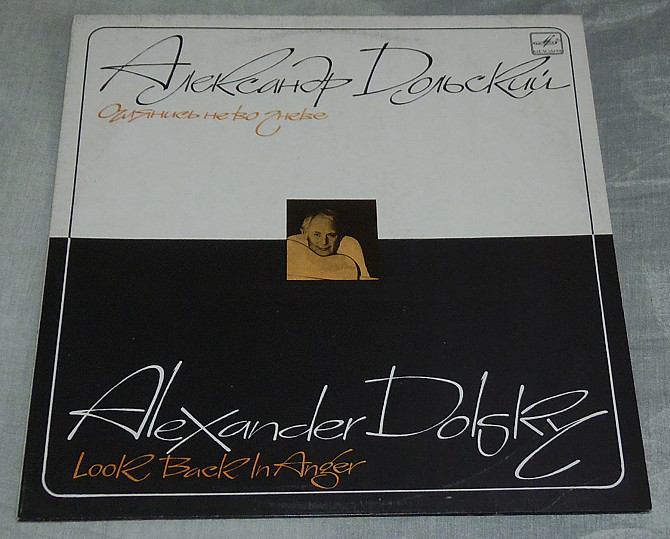 Александр Дольский
Оглянись не во гневе
Alexander Dolsky
Look Back In Anger